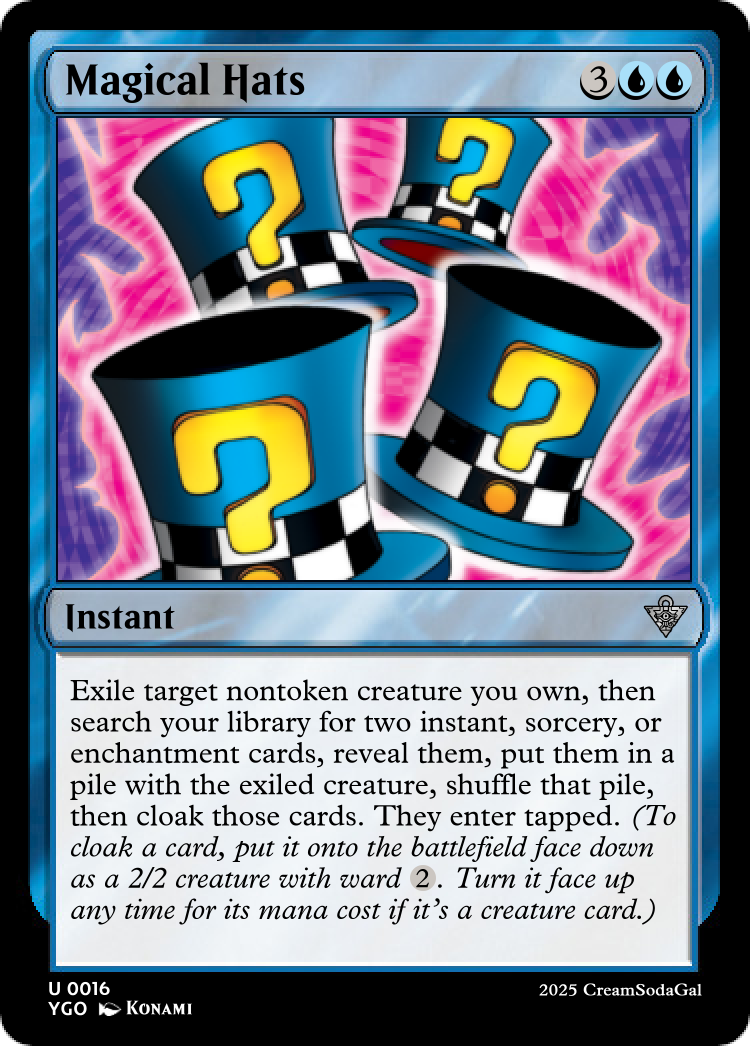 Magical Hats 3
? ?
? ?
Instant
Exile target nontoken creature you own, then
search your library for two instant, sorcery, or
enchantment cards, reveal them, put them in a
pile with the exiled creature, shuffle that pile,
then cloak those cards. They enter tapped. (To
cloak a card, put it onto the battlefield face down
as a 2/2 creature with ward 2. Turn it face up
any time for its mana cost if it's a creature card.)
U 0016
YGO KONAMI
2025 CreamSodaGal